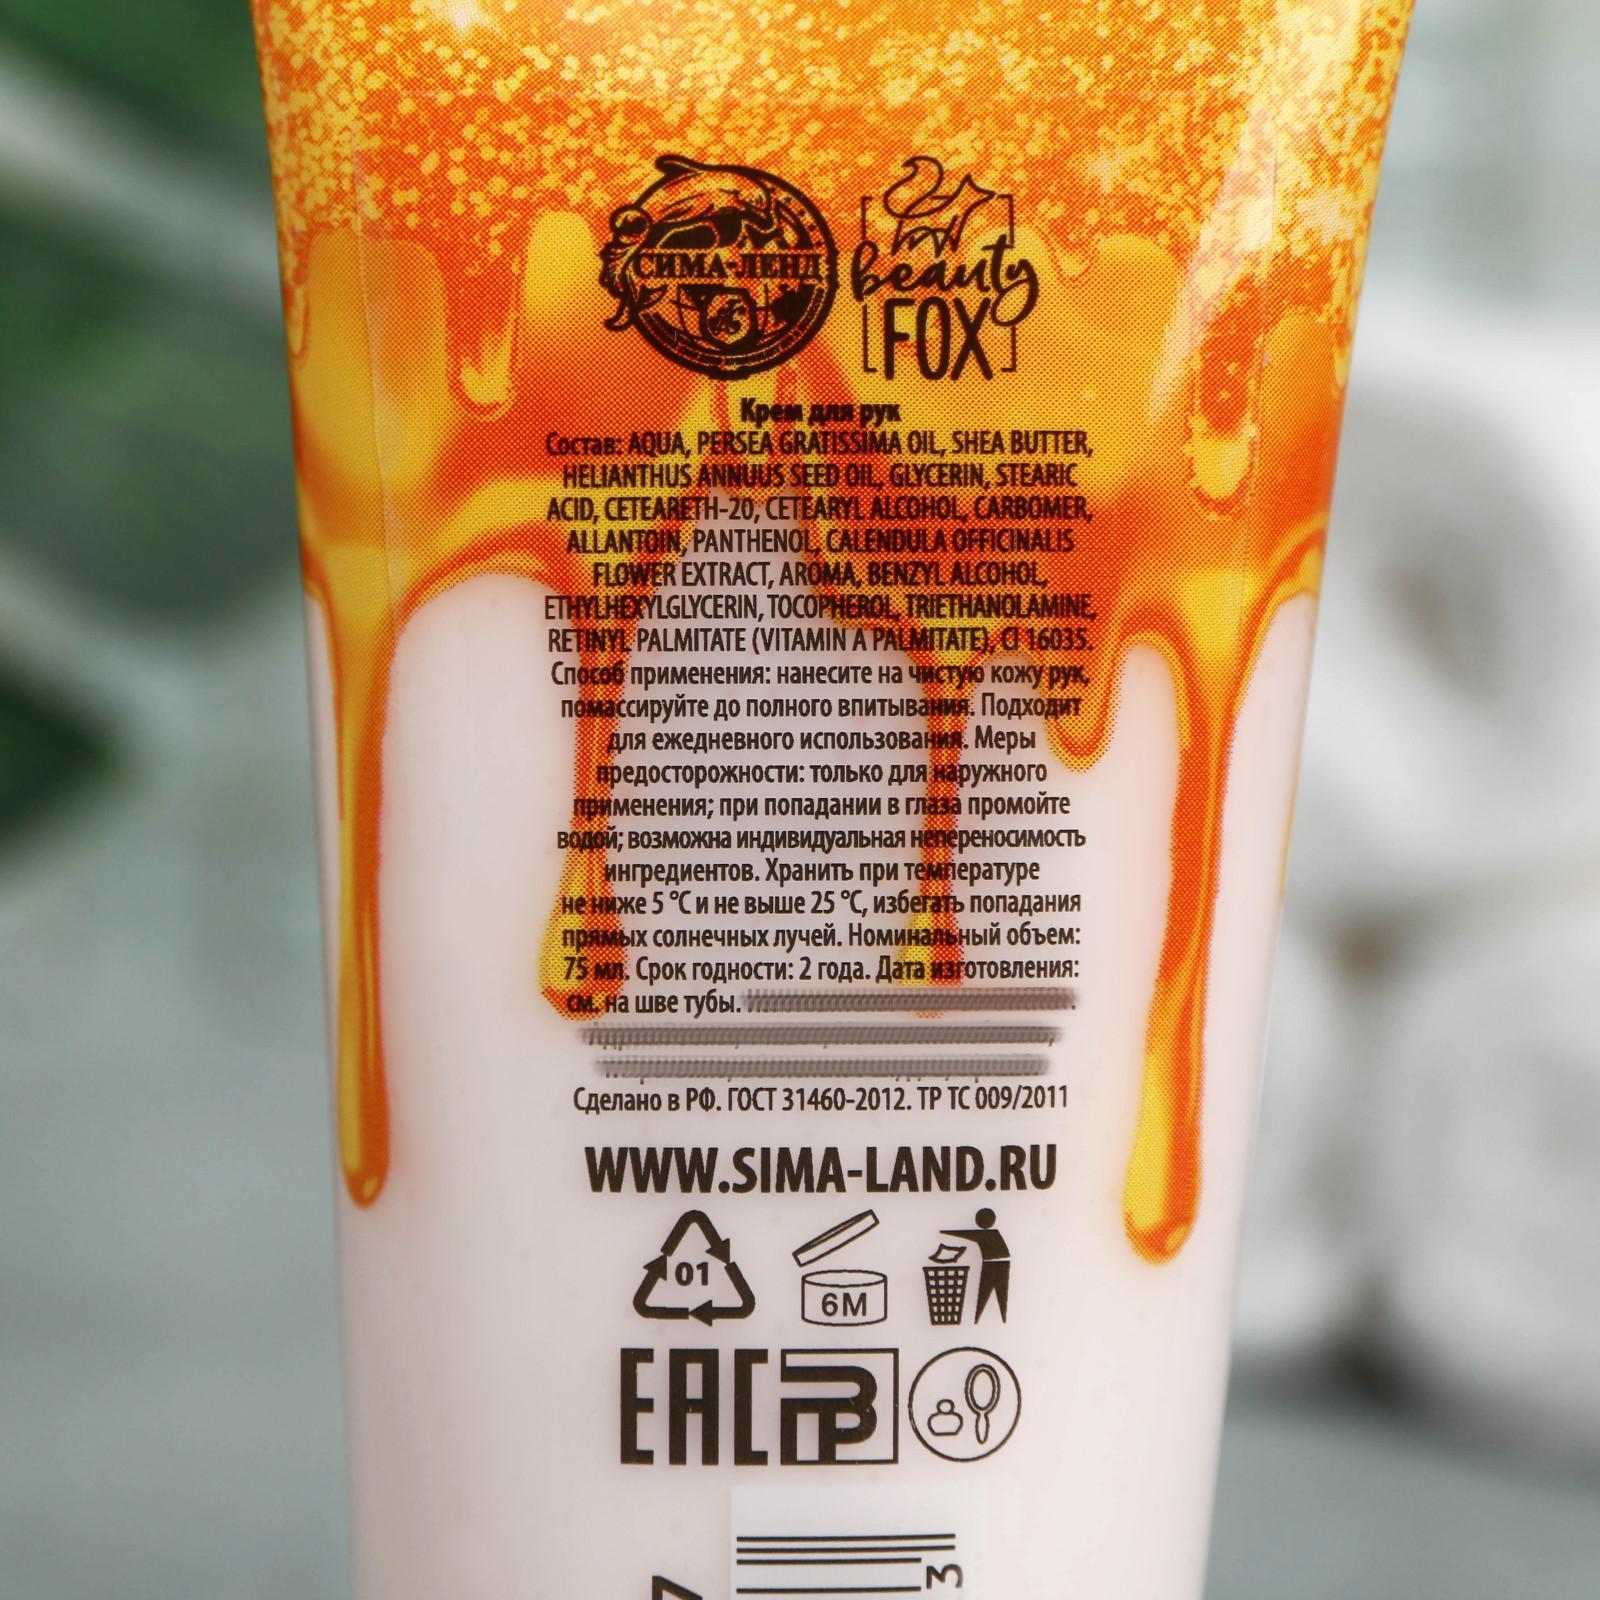 СИМА-ЛЕНД
beauty
FOX
Крем для рук
Состав: AQUA, PERSEA GRATISSIMA OIL, SHEA BUTTER,
HELIANTHUS ANNUUS SEED OIL, GLYCERIN, STEARIC
ACID, CETEARETH-20, CETEARYL ALCOHOL, CARBOMER,
ALLANTOIN, PANTHENOL, CALENDULA OFFICINALIS
FLOWER EXTRACT, AROMA, BENZYL ALCOHOL,
ETHYLHEXYLGLYCERIN, TOCOPHEROL, TRIETHANOLAMINE,
RETINYL PALMITATE (VITAMIN A PALMITATE), CI 16035.
Способ применения: нанесите на чистую кожу рук,
помассируйте до полного впитывания. Подходит
для ежедневного использования. Меры
предосторожности: только для наружного
применения; при попадании в глаза промойте
водой; возможна индивидуальная непереносимость
ингредиентов. Хранить при температуре
не ниже 5 °С и не выше 25 °С, избегать попадания
прямых солнечных лучей. Номинальный объем:
75 мл. Срок годности: 2 года. Дата изготовления:
см. на шве тубы.
Сделано в РФ. ГОСТ 31460-2012. ТР ТС 009/2011
WWW.SIMA-LAND.RU
01
6M
EAC
7
3